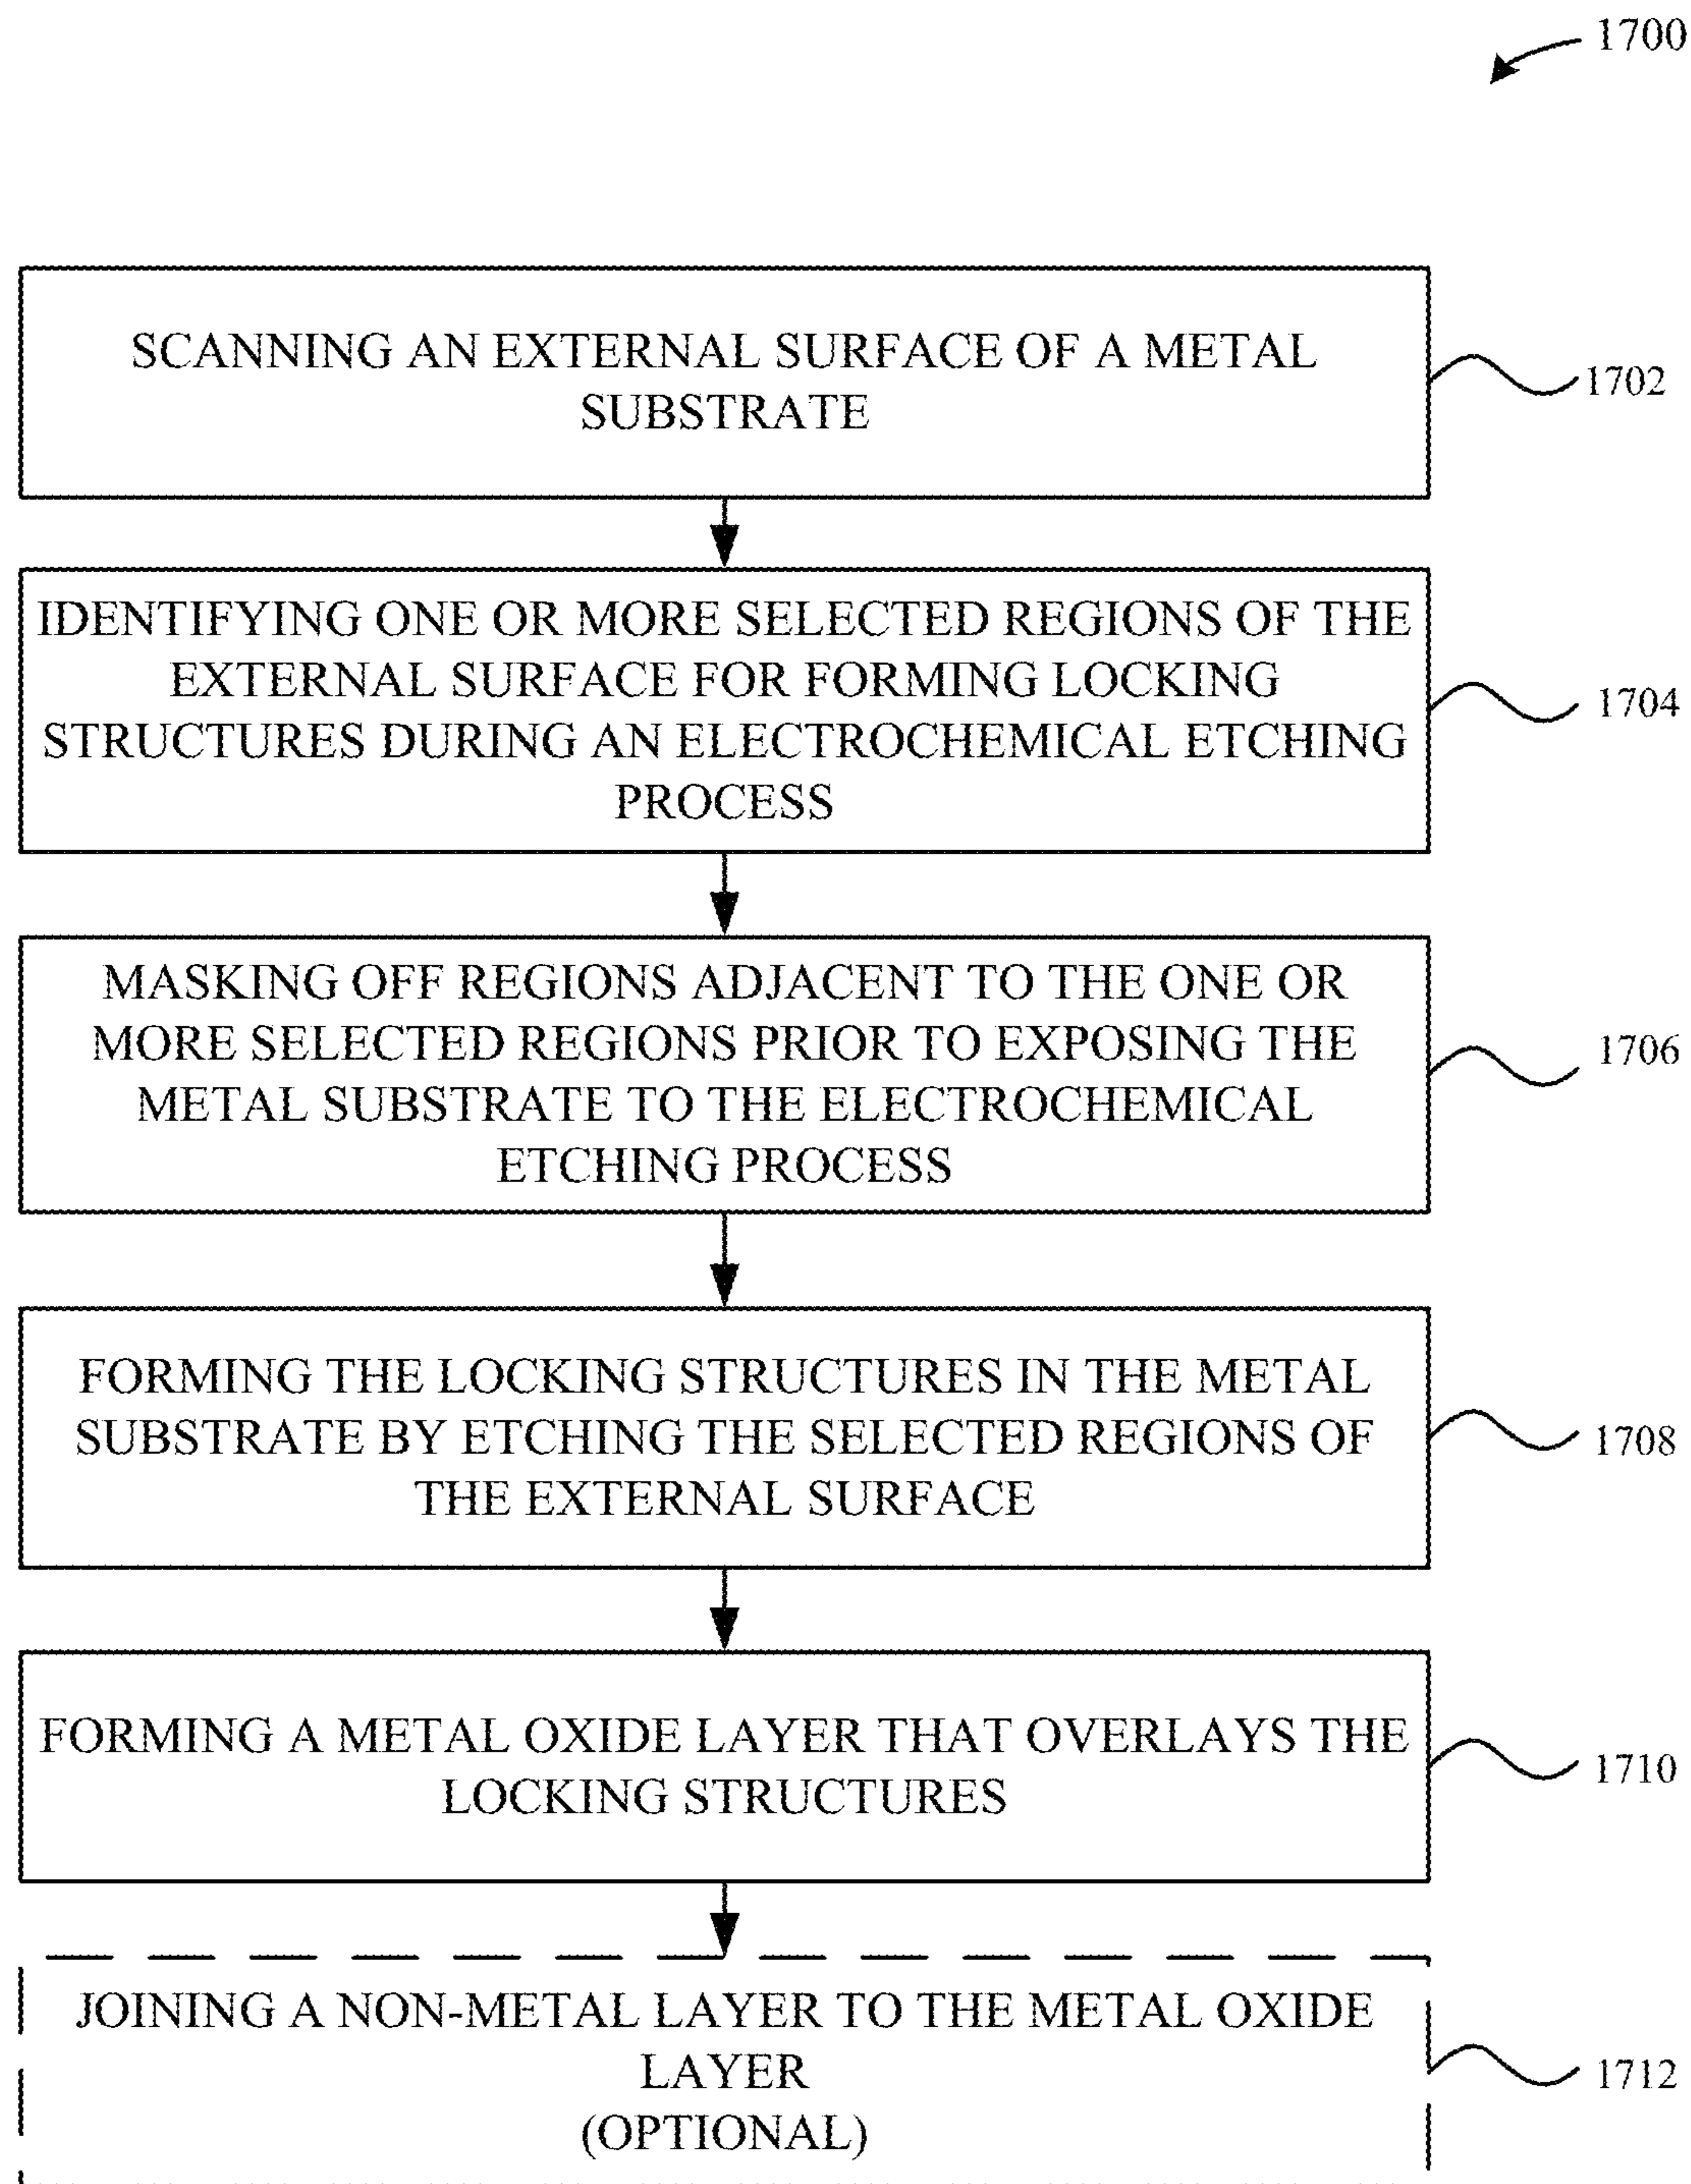 1700
SCANNING AN EXTERNAL SURFACE OF A METAL
SUBSTRATE
1702
IDENTIFYING ONE OR MORE SELECTED REGIONS OF THE
EXTERNAL SURFACE FOR FORMING LOCKING
STRUCTURES DURING AN ELECTROCHEMICAL ETCHING
PROCESS
1704
MASKING OFF REGIONS ADJACENT TO THE ONE OR
MORE SELECTED REGIONS PRIOR TO EXPOSING THE
METAL SUBSTRATE TO THE ELECTROCHEMICAL
ETCHING PROCESS
1706
FORMING THE LOCKING STRUCTURES IN THE METAL
SUBSTRATE BY ETCHING THE SELECTED REGIONS OF
THE EXTERNAL SURFACE
1708
FORMING A METAL OXIDE LAYER THAT OVERLAYS THE
LOCKING STRUCTURES
1710
JOINING A NON-METAL LAYER TO THE METAL OXIDE
LAYER
(OPTIONAL)
1712